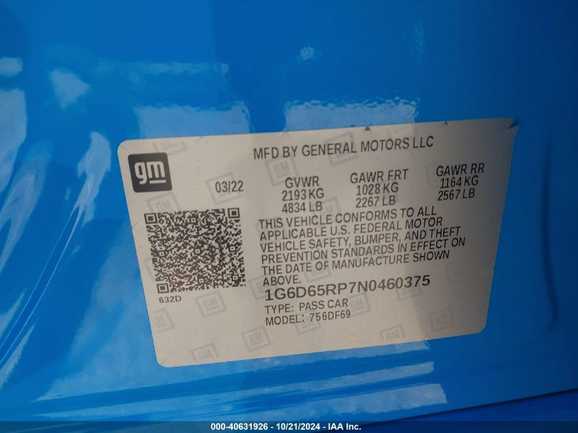 gm
MFD BY GENERAL MOTORS LLC
03/22
GVWR GAWR FRT GAWR RR
2193 KG 1028 KG 1164 KG
4834 LB 2267 LB 2567 LB
THIS VEHICLE CONFORMS TO ALL
APPLICABLE U.S. FEDERAL MOTOR
VEHICLE SAFETY, BUMPER, AND THEFT
PREVENTION STANDARDS IN EFFECT ON
THE DATE OF MANUFACTURE SHOWN
ABOVE.
632D
1G6D65RP7N0460375
TYPE: PASS CAR
MODEL: 756DF69
000-40631926 - 10/21/2024 - IAA Inc.